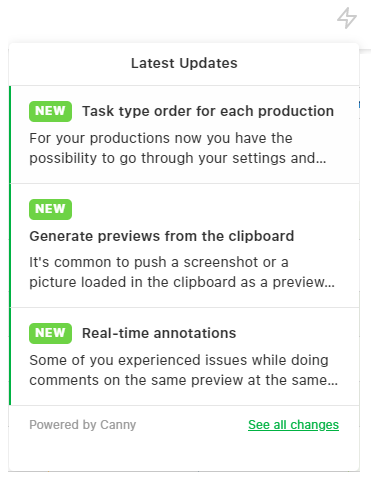 Latest Updates
NEW Task type order for each production
For your productions now you have the
possibility to go through your settings and...
NEW
Generate previews from the clipboard
It's common to push a screenshot or a
picture loaded in the clipboard as a preview...
NEW Real-time annotations
Some of you experienced issues while doing
comments on the same preview at the same...
Powered by Canny See all changes